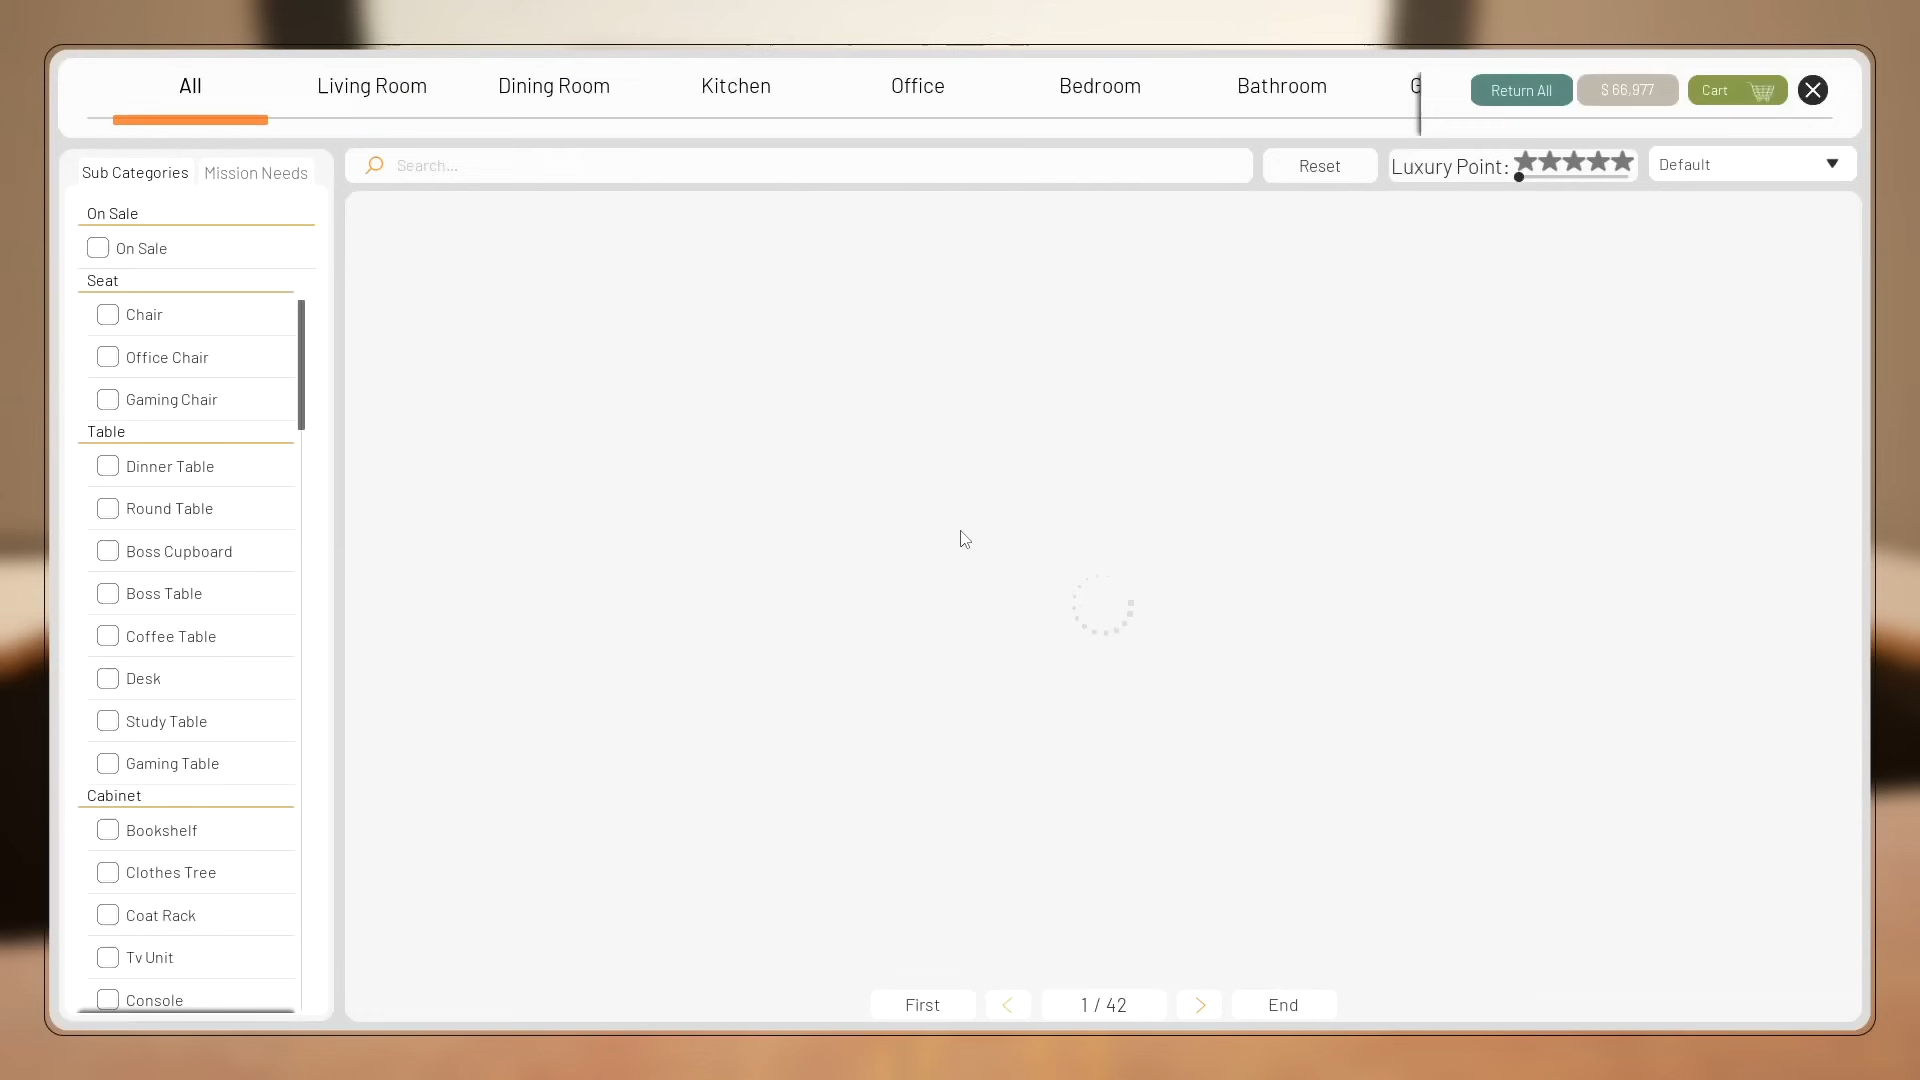 All
Living Room
Dining Room
Kitchen
Office
Bedroom
Bathroom
Return All
$ 66,977
Cart
Sub Categories
Mission Needs
Search...
Reset
Luxury Point:
Default
On Sale
On Sale
Seat
Chair
Office Chair
Gaming Chair
Table
Dinner Table
Round Table
Boss Cupboard
Boss Table
Coffee Table
Desk
Study Table
Gaming Table
Cabinet
Bookshelf
Clothes Tree
Coat Rack
Tv Unit
Console
First
<
1 / 42
>
End